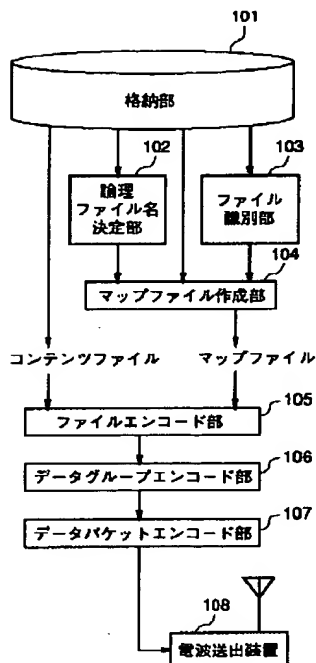 101
格納部
102
論理
ファイル名
決定部
103
ファイル
識別部
104
マップファイル作成部
コンテンツファイル
マップファイル
105
ファイルエンコード部
106
データグループエンコード部
107
データパケットエンコード部
108
電波送出装置